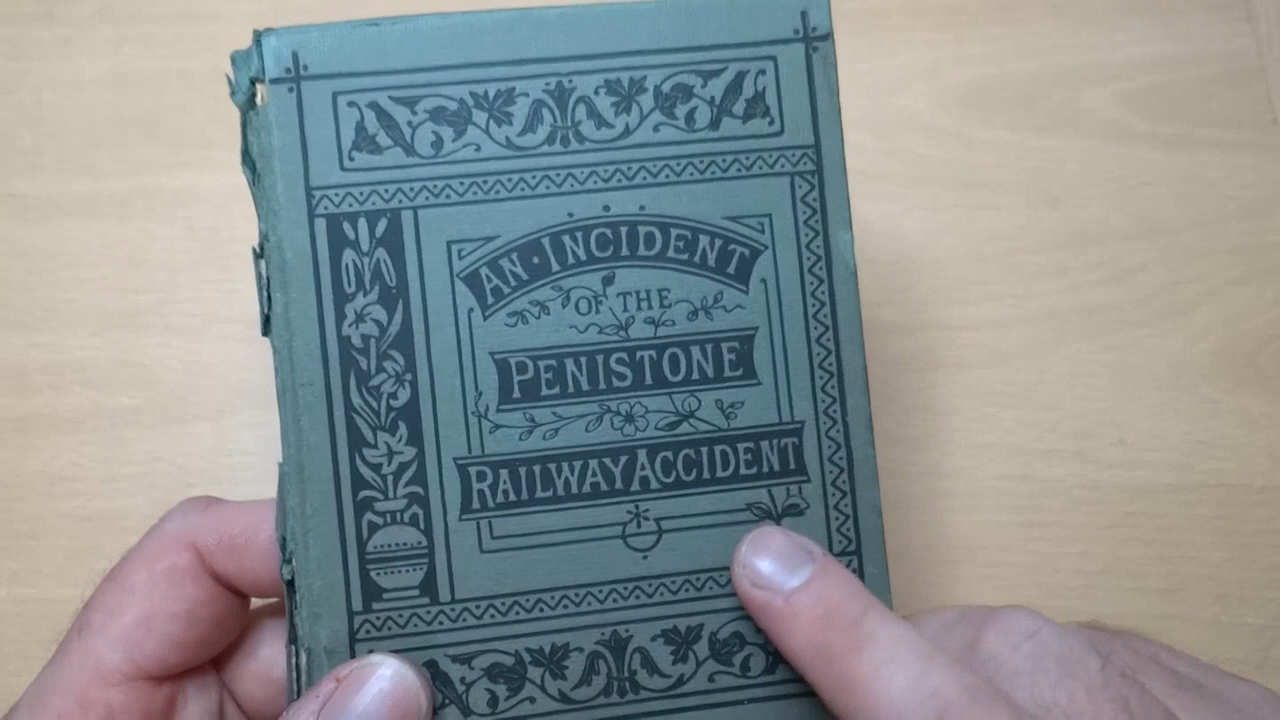 AN·INCIDENT
OF THE
PENISTONE
RAILWAY ACCIDENT